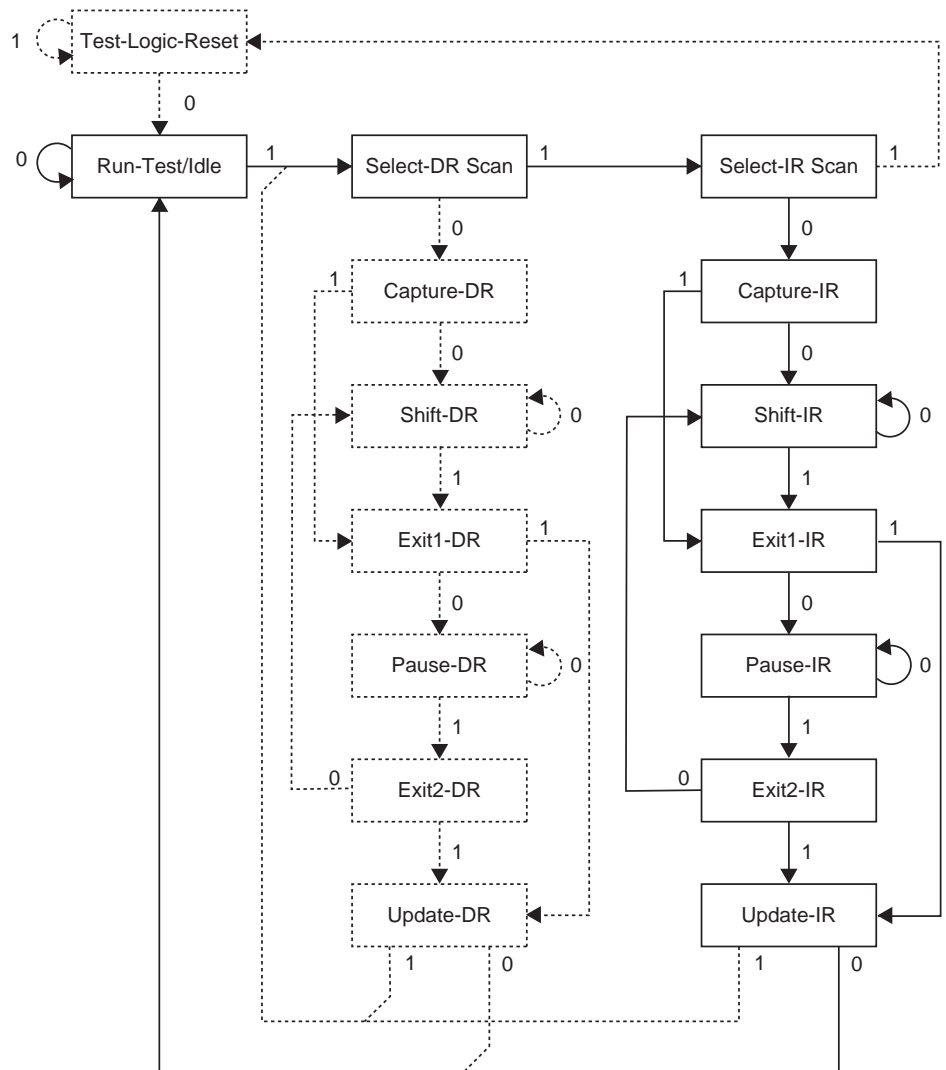 1 Test-Logic-Reset
0
0 Run-Test/Idle 1 Select-DR Scan 1 Select-IR Scan 1
0 0
1 Capture-DR 1 Capture-IR
0 0
Shift-DR 0 Shift-IR 0
1 1
Exit1-DR 1 Exit1-IR 1
0 0
Pause-DR 0 Pause-IR 0
1 1
0 Exit2-DR 0 Exit2-IR
1 1
Update-DR Update-IR
1 0 1 0